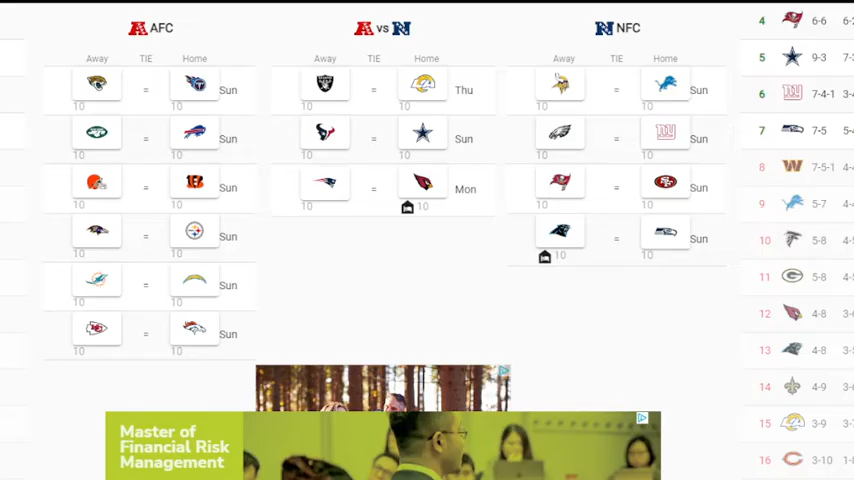 AFC
Away TIE Home
= Sun
10 10
= Sun
10 10
= Sun
10 10
= Sun
10 10
= Sun
10 10
= Sun
10 10
vs
Away TIE Home
= Thu
10 10
= Sun
10 10
= Mon
10 10
NFC
Away TIE Home
= Sun
10 10
= Sun
10 10
= Sun
10 10
= Sun
10 10
4 6-6
5 9-3
6 7-4-1
7 7-5
8 7-5-1
9 5-7
10 5-8
11 5-8
12 4-8
13 4-8
14 4-9
15 3-9
16 3-10
Master of
Financial Risk
Management